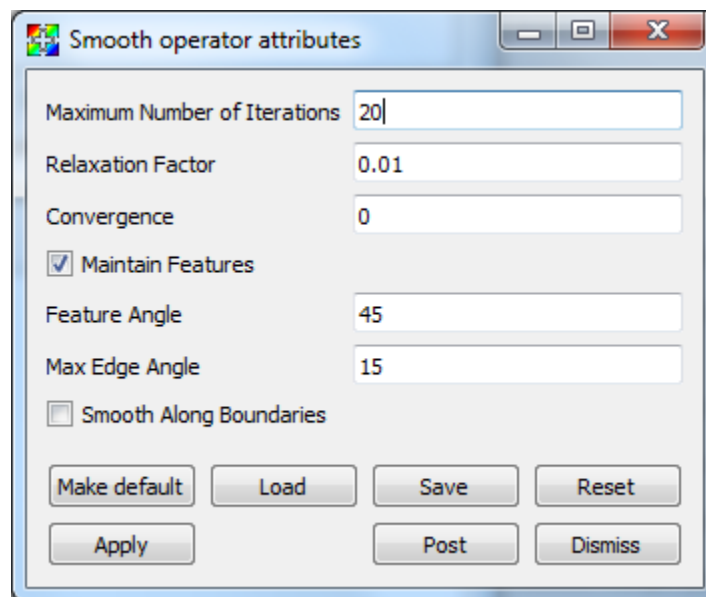 Smooth operator attributes
Maximum Number of Iterations 20
Relaxation Factor 0.01
Convergence 0
Maintain Features
Feature Angle 45
Max Edge Angle 15
Smooth Along Boundaries
Make default Load Save Reset
Apply Post Dismiss